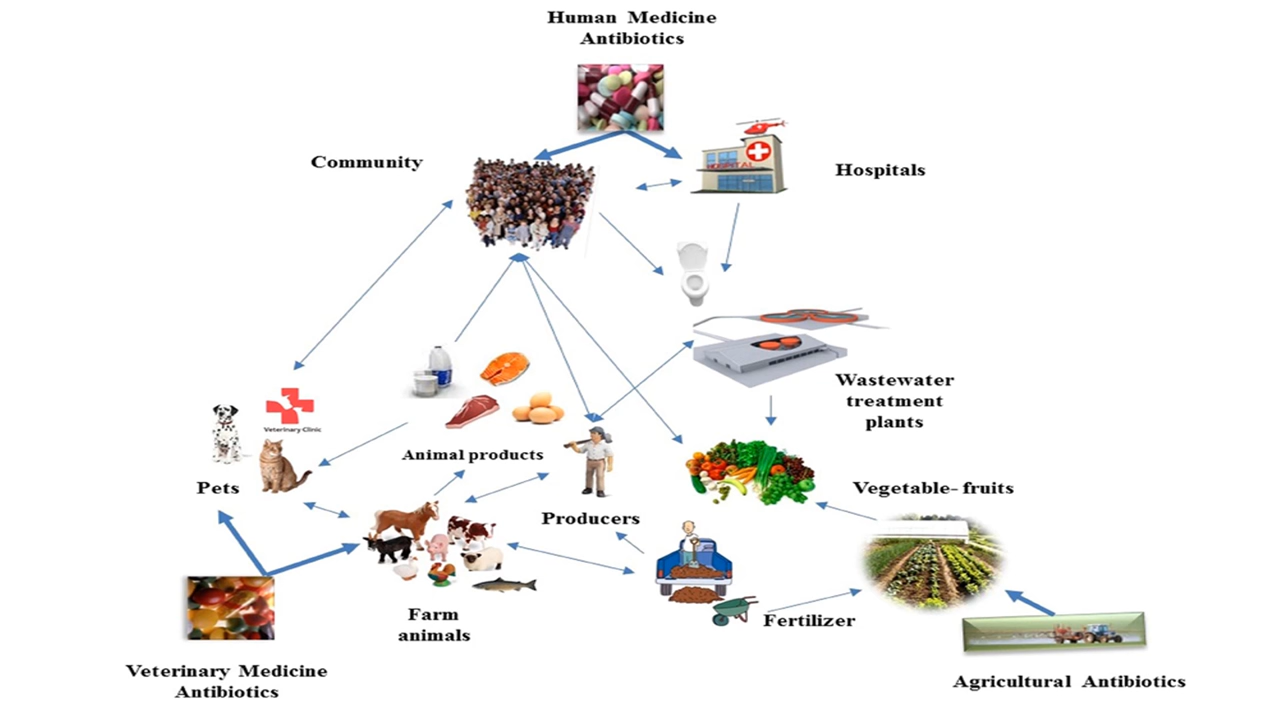 Human Medicine
Antibiotics
Community
HOSPITAL
Hospitals
Wastewater
treatment
plants
Veterinary Clinic
Animal products
Pets
Vegetable- fruits
Producers
Farm
animals
Fertilizer
Veterinary Medicine
Antibiotics
Agricultural Antibiotics